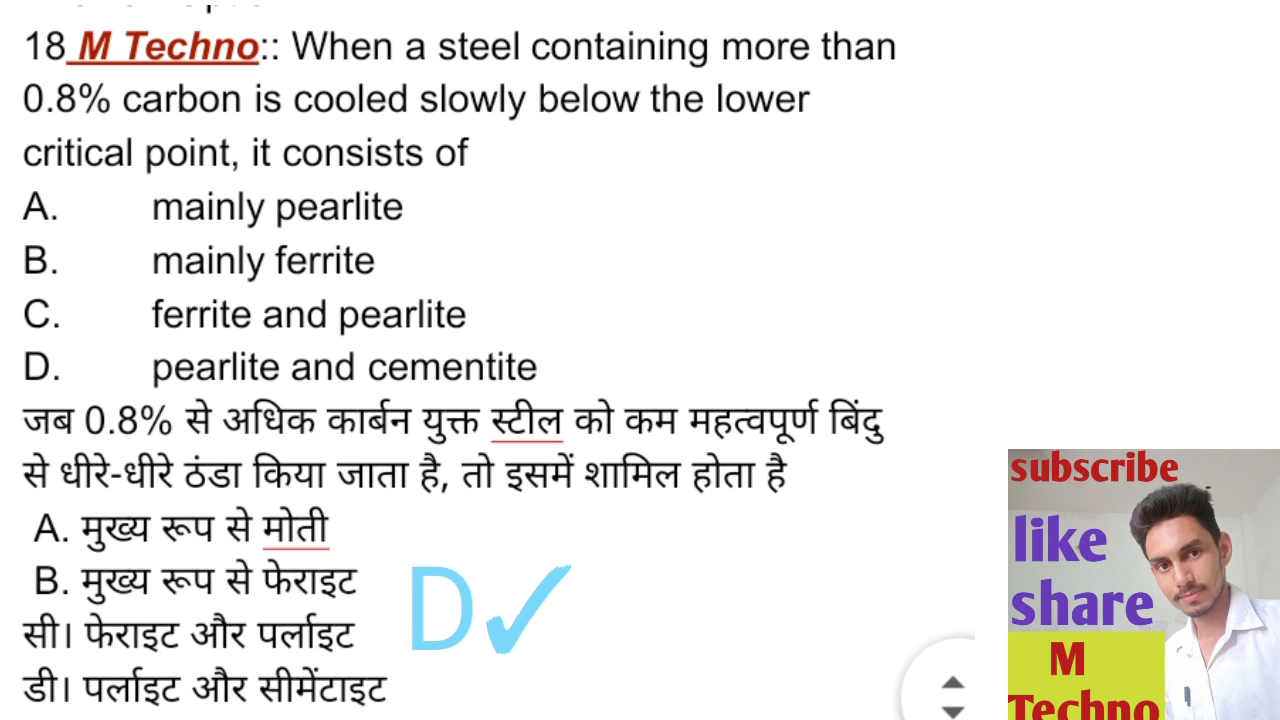 18 M Techno:: When a steel containing more than
0.8% carbon is cooled slowly below the lower
critical point, it consists of
A. mainly pearlite
B. mainly ferrite
C. ferrite and pearlite
D. pearlite and cementite
जब 0.8% से अधिक कार्बन युक्त स्टील को कम महत्वपूर्ण बिंदु
से धीरे-धीरे ठंडा किया जाता है, तो इसमें शामिल होता है
A. मुख्य रूप से मोती
B. मुख्य रूप से फेराइट
सी। फेराइट और पर्लाइट
डी। पर्लाइट और सीमेंटाइट
D✓
subscribe
like
share
M
Techno